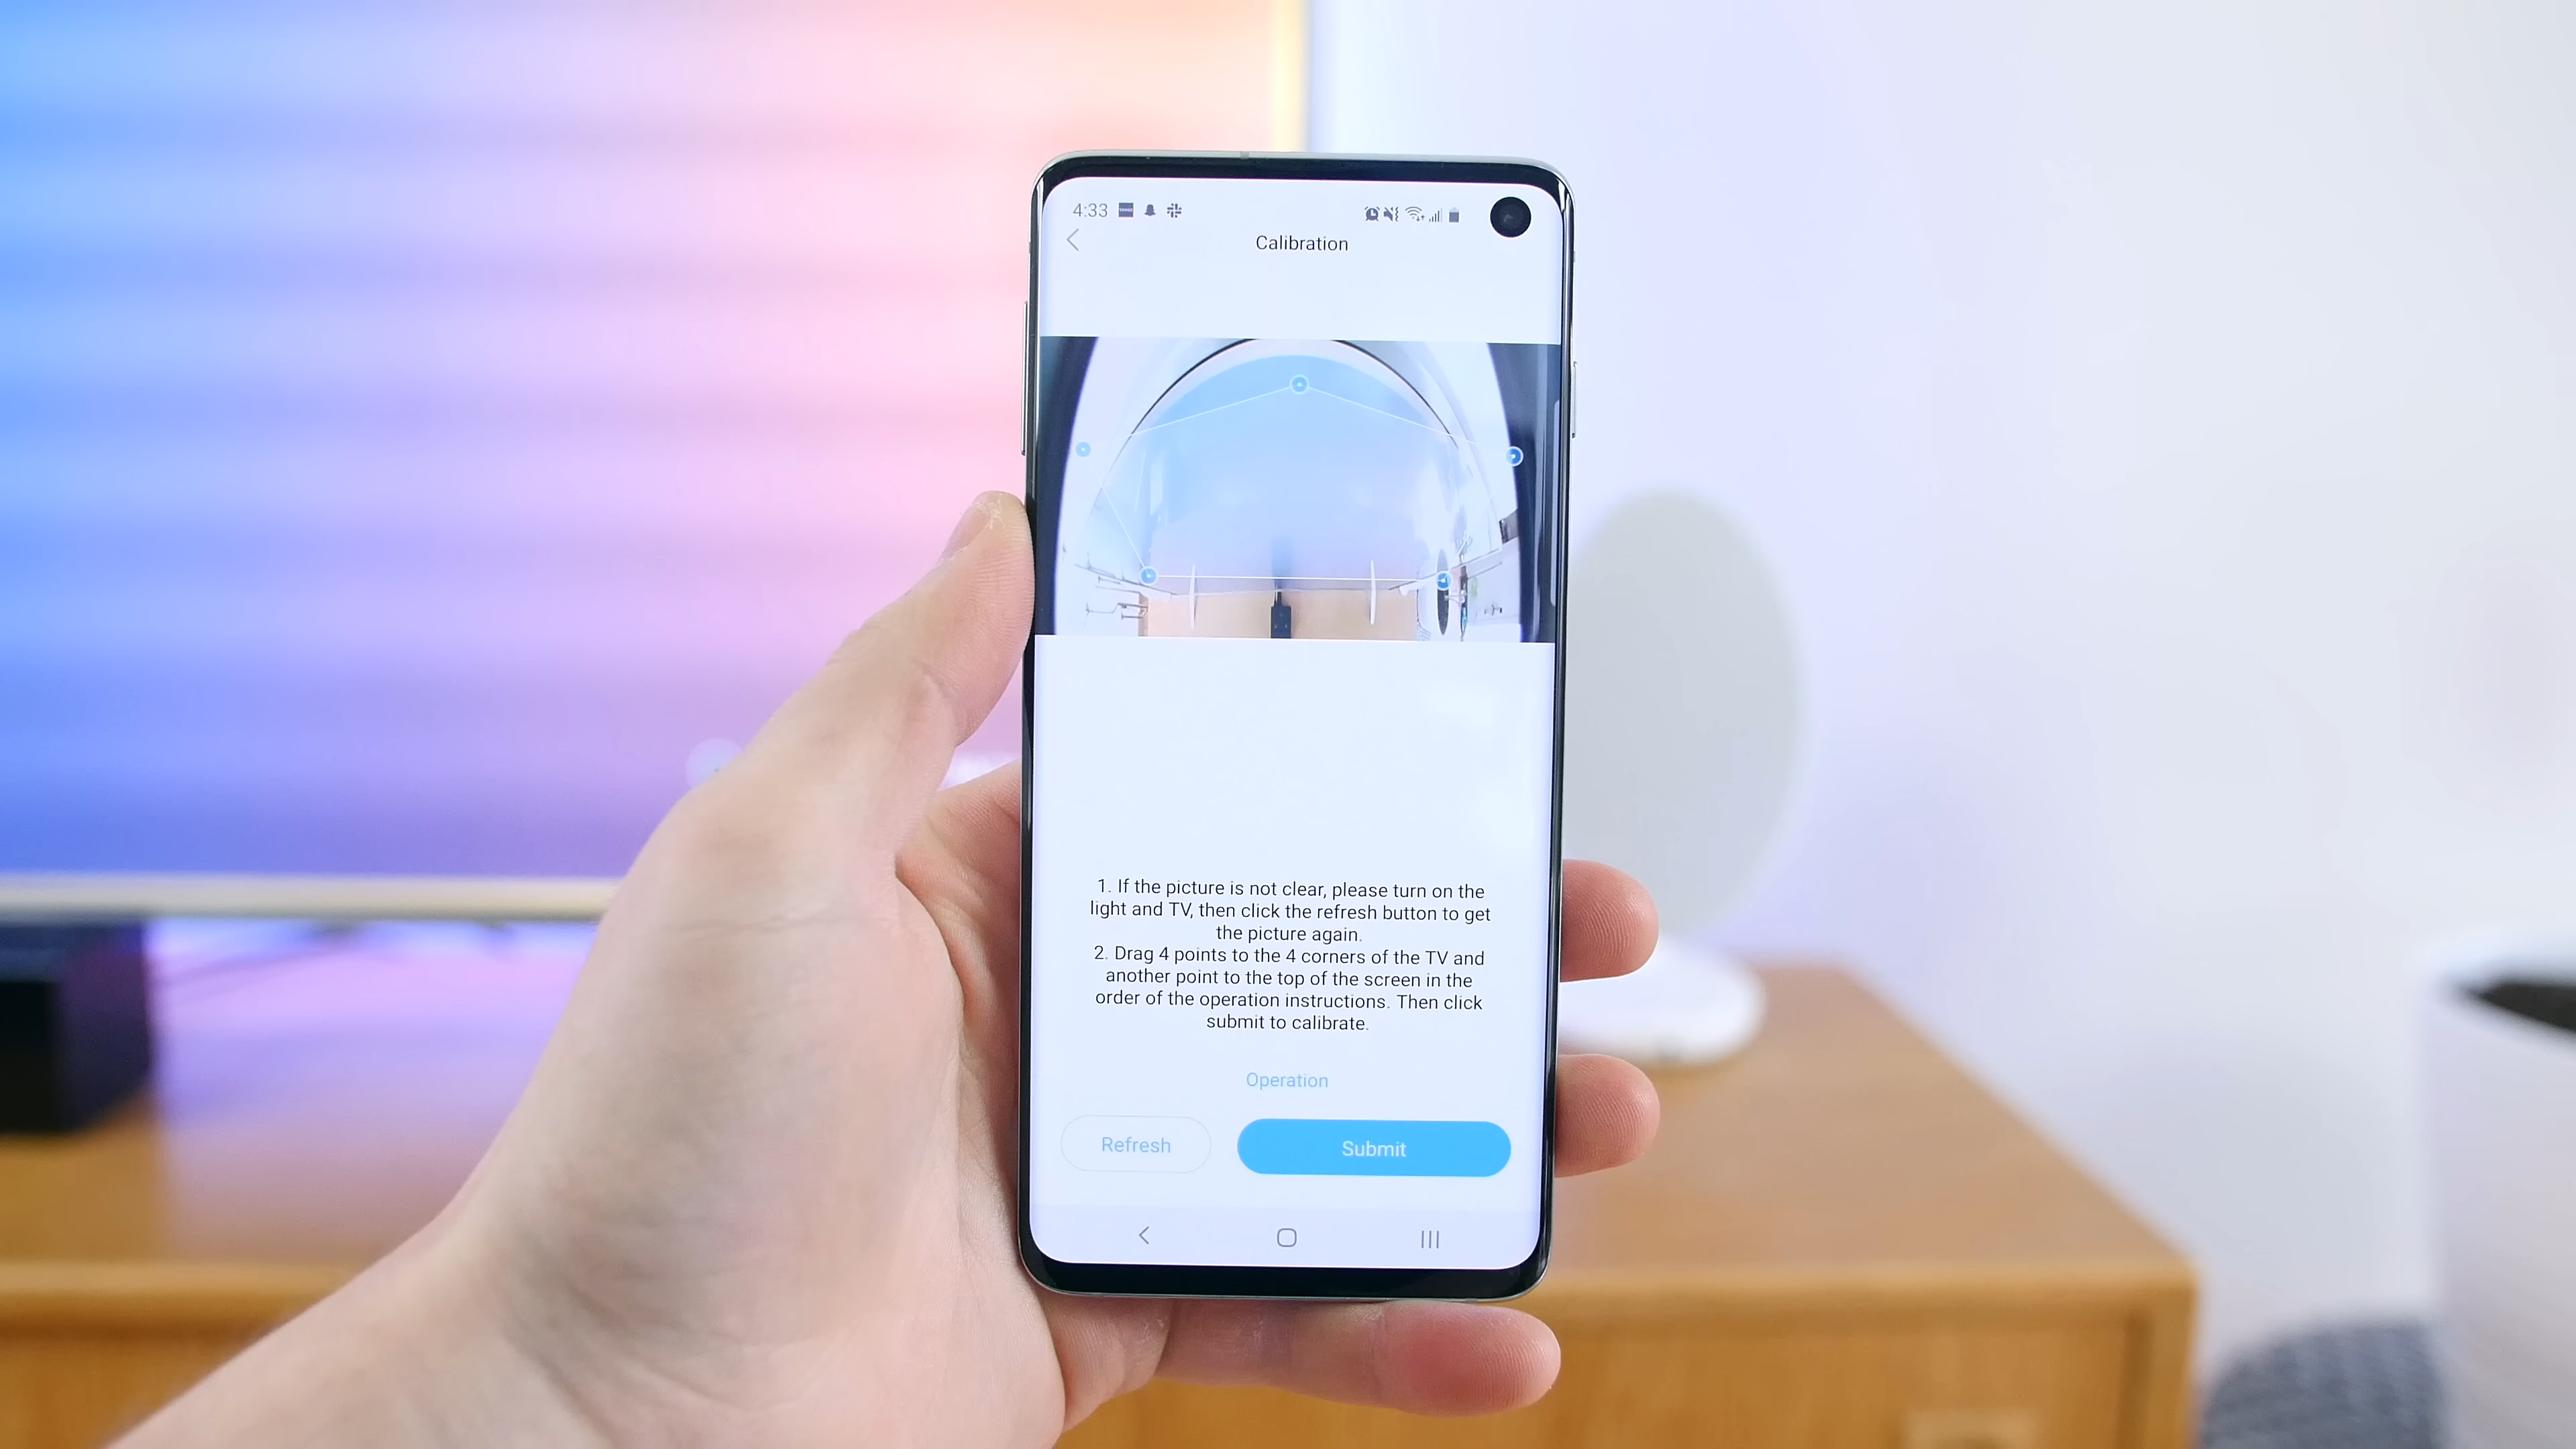 4:33
Calibration
1. If the picture is not clear, please turn on the
light and TV, then click the refresh button to get
the picture again.
2. Drag 4 points to the 4 corners of the TV and
another point to the top of the screen in the
order of the operation instructions. Then click
submit to calibrate.
Operation
Refresh
Submit